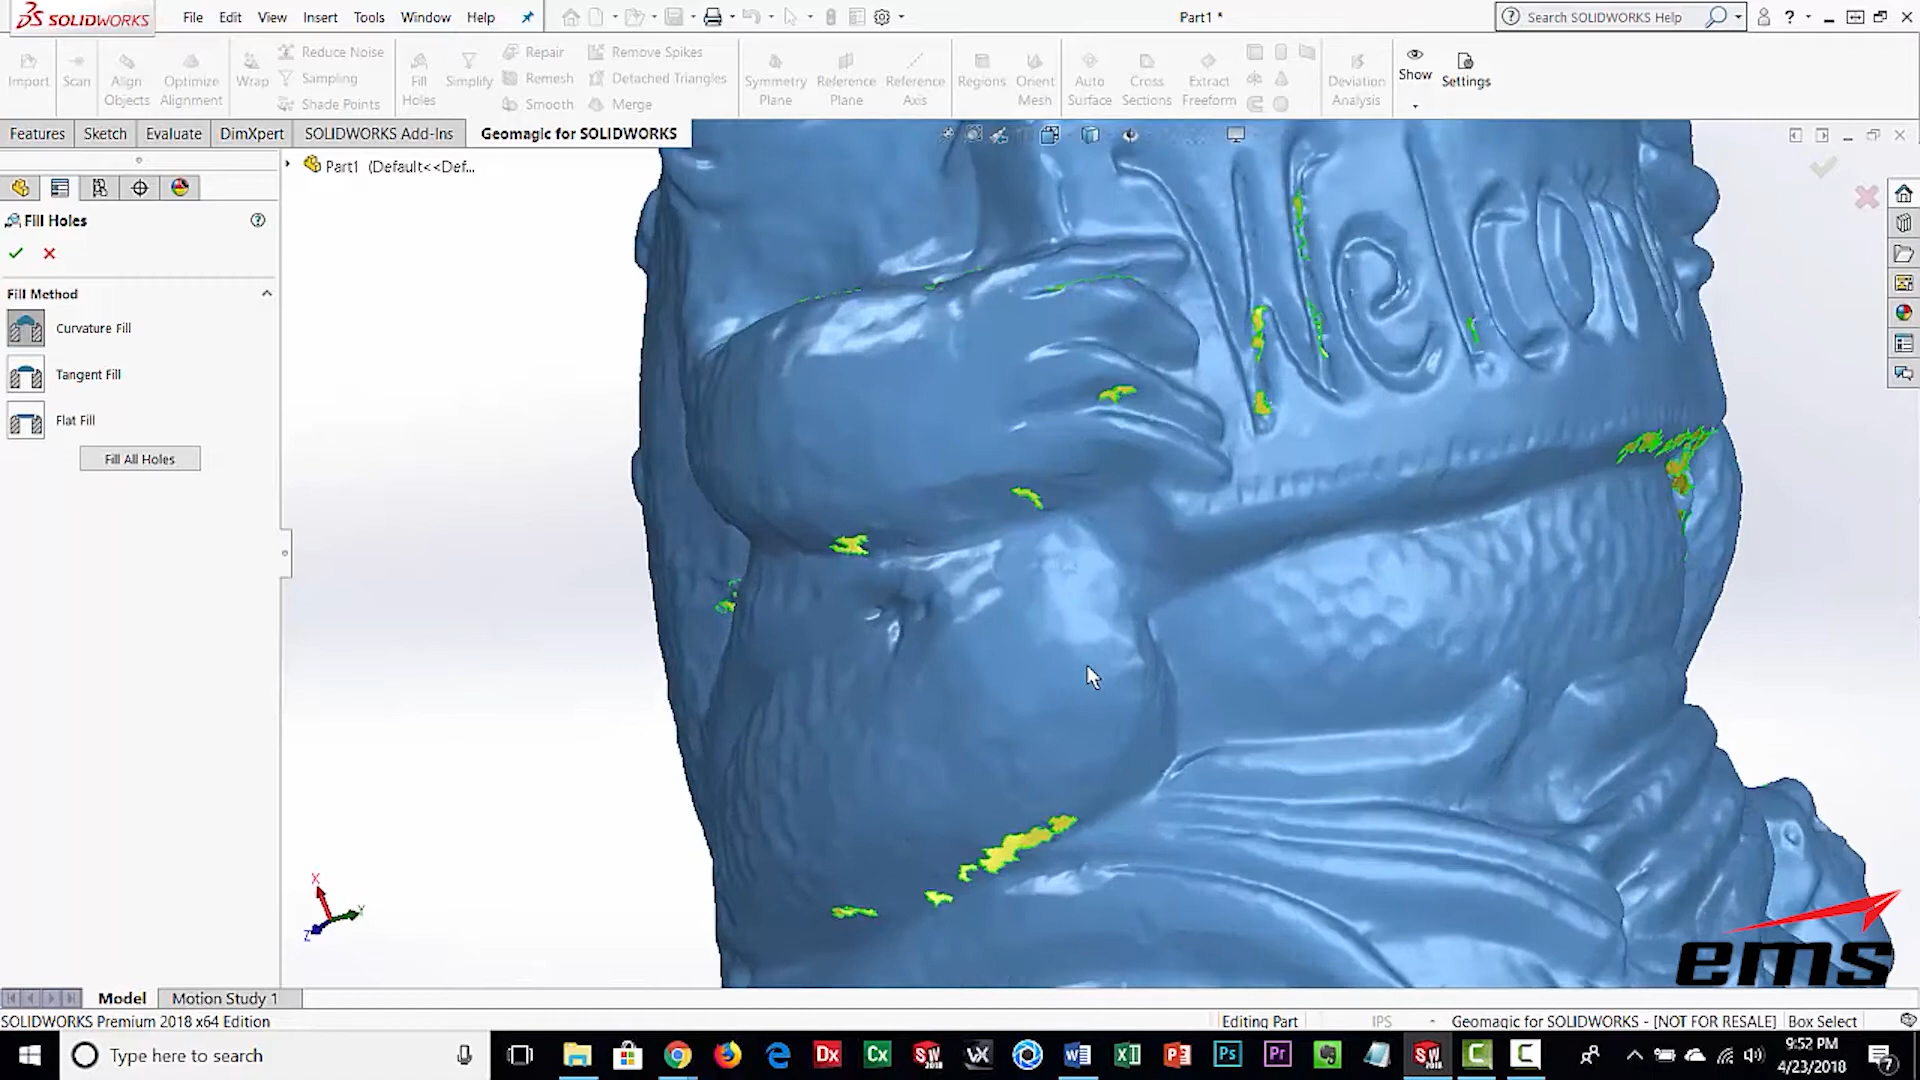 SOLIDWORKS
File Edit View Insert Tools Window Help
Part1 *
Search SOLIDWORKS Help
Import
Scan
Align Objects
Optimize Alignment
Wrap
Reduce Noise
Sampling
Shade Points
Fill Holes
Simplify
Repair
Remesh
Smooth
Remove Spikes
Detached Triangles
Merge
Symmetry Plane
Reference Plane
Reference Axis
Regions
Orient Mesh
Auto Surface
Cross Sections
Extract Freeform
Deviation Analysis
Show
Settings
Features Sketch Evaluate DimXpert SOLIDWORKS Add-Ins Geomagic for SOLIDWORKS
Part1 (Default<<Def...
Fill Holes
Fill Method
Curvature Fill
Tangent Fill
Flat Fill
Fill All Holes
Welcom
X
Y
Z
ems
Model Motion Study 1
SOLIDWORKS Premium 2018 x64 Edition
Editing Part IPS - Geomagic for SOLIDWORKS - [NOT FOR RESALE] Box Select
Type here to search
9:52 PM
4/23/2018